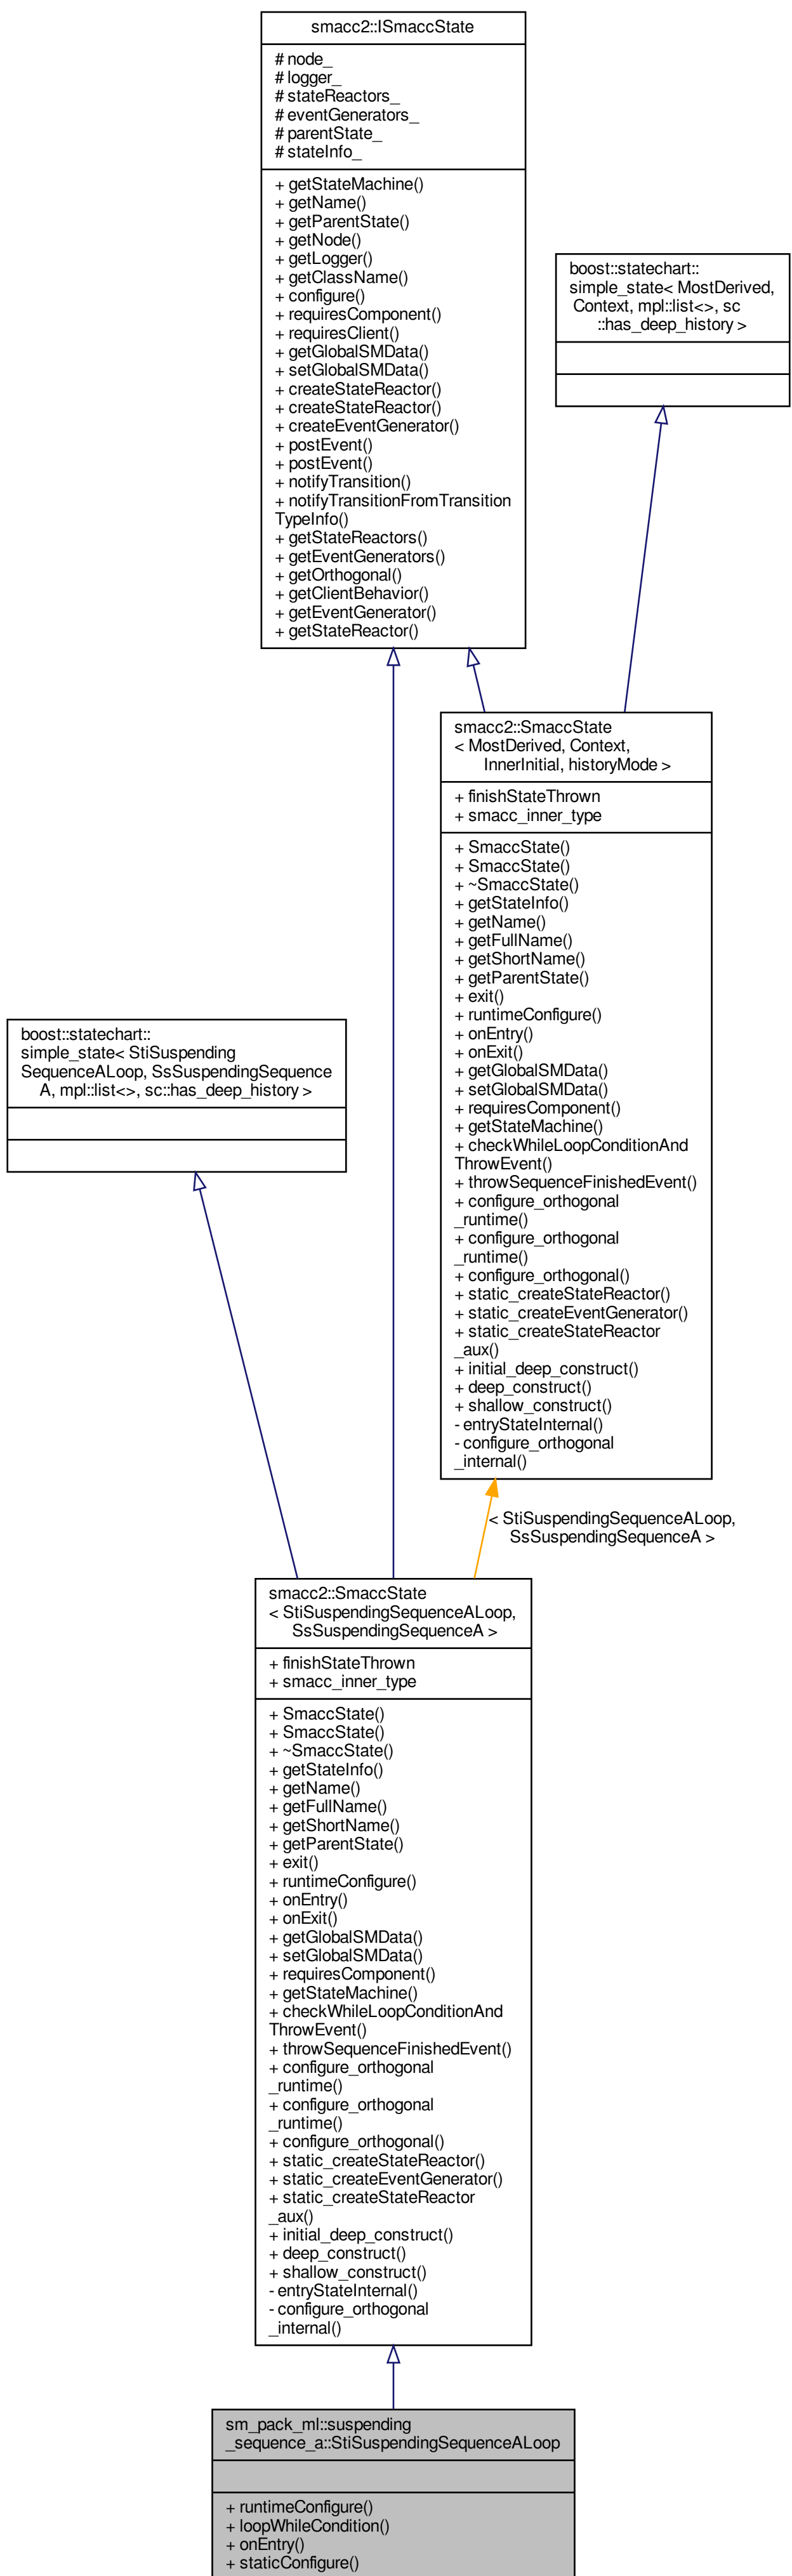 smacc2::ISmaccState
# node_
# logger_
# stateReactors_
# eventGenerators_
# parentState_
# stateInfo_
+ getStateMachine()
+ getName()
+ getParentState()
+ getNode()
+ getLogger()
+ getClassName()
+ configure()
+ requiresComponent()
+ requiresClient()
+ getGlobalSMData()
+ setGlobalSMData()
+ createStateReactor()
+ createStateReactor()
+ createEventGenerator()
+ postEvent()
+ postEvent()
+ notifyTransition()
+ notifyTransitionFromTransition
TypeInfo()
+ getStateReactors()
+ getEventGenerators()
+ getOrthogonal()
+ getClientBehavior()
+ getEventGenerator()
+ getStateReactor()
boost::statechart::
simple_state< MostDerived,
Context, mpl::list<>, sc
::has_deep_history >
smacc2::SmaccState
< MostDerived, Context,
InnerInitial, historyMode >
+ finishStateThrown
+ smacc_inner_type
+ SmaccState()
+ SmaccState()
+ ~SmaccState()
+ getStateInfo()
+ getName()
+ getFullName()
+ getShortName()
+ getParentState()
+ exit()
+ runtimeConfigure()
+ onEntry()
+ onExit()
+ getGlobalSMData()
+ setGlobalSMData()
+ requiresComponent()
+ getStateMachine()
+ checkWhileLoopConditionAnd
ThrowEvent()
+ throwSequenceFinishedEvent()
+ configure_orthogonal
_runtime()
+ configure_orthogonal
_runtime()
+ configure_orthogonal()
+ static_createStateReactor()
+ static_createEventGenerator()
+ static_createStateReactor
_aux()
+ initial_deep_construct()
+ deep_construct()
+ shallow_construct()
- entryStateInternal()
- configure_orthogonal
_internal()
boost::statechart::
simple_state< StiSuspending
SequenceALoop, SsSuspendingSequence
A, mpl::list<>, sc::has_deep_history >
< StiSuspendingSequenceALoop,
SsSuspendingSequenceA >
smacc2::SmaccState
< StiSuspendingSequenceALoop,
SsSuspendingSequenceA >
+ finishStateThrown
+ smacc_inner_type
+ SmaccState()
+ SmaccState()
+ ~SmaccState()
+ getStateInfo()
+ getName()
+ getFullName()
+ getShortName()
+ getParentState()
+ exit()
+ runtimeConfigure()
+ onEntry()
+ onExit()
+ getGlobalSMData()
+ setGlobalSMData()
+ requiresComponent()
+ getStateMachine()
+ checkWhileLoopConditionAnd
ThrowEvent()
+ throwSequenceFinishedEvent()
+ configure_orthogonal
_runtime()
+ configure_orthogonal
_runtime()
+ configure_orthogonal()
+ static_createStateReactor()
+ static_createEventGenerator()
+ static_createStateReactor
_aux()
+ initial_deep_construct()
+ deep_construct()
+ shallow_construct()
- entryStateInternal()
- configure_orthogonal
_internal()
sm_pack_ml::suspending
_sequence_a::StiSuspendingSequenceALoop
+ runtimeConfigure()
+ loopWhileCondition()
+ onEntry()
+ staticConfigure()